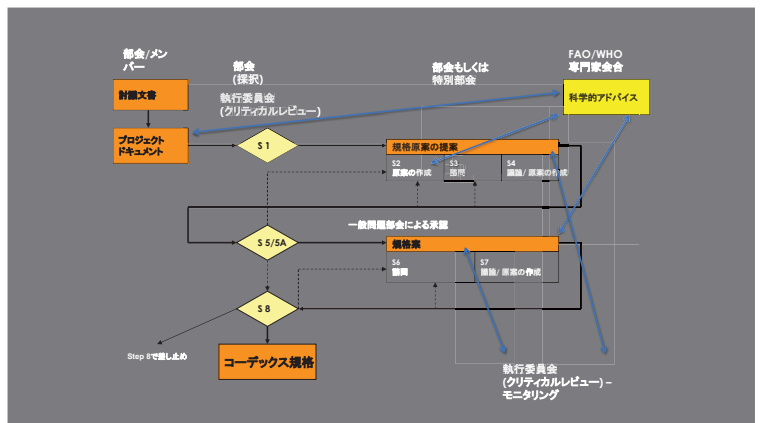 部会/メン
バー
部会
(採択)
執行委員会
(クリティカルレビュー)
部会もしくは
特別部会
FAO/WHO
専門家会合
討議文書
科学的アドバイス
プロジェクト
ドキュメント
S 1
規格原案の提案
S2
原案の作成
S3
諮問
S4
議論/ 原案の作成
一般問題部会による承認
S 5/5A
規格案
S6
諮問
S7
議論/ 原案の作成
S 8
Step 8で差し止め
コーデックス規格
執行委員会
(クリティカルレビュー) –
モニタリング